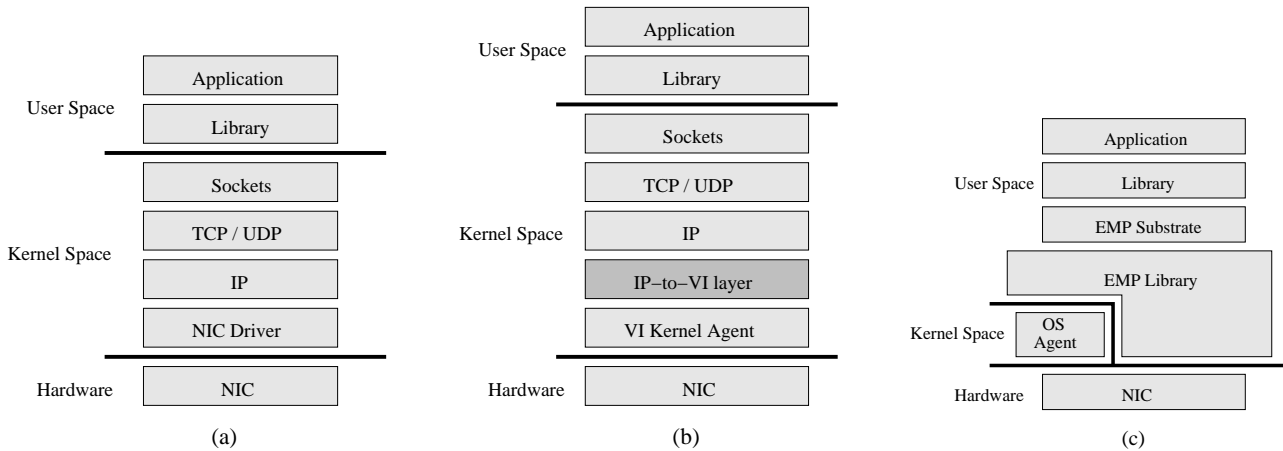 Application
User Space
Library
Sockets
TCP / UDP
Kernel Space
IP
NIC Driver
Hardware
NIC
(a)
Application
User Space
Library
Sockets
TCP / UDP
Kernel Space
IP
IP−to−VI layer
VI Kernel Agent
Hardware
NIC
(b)
Application
User Space
Library
EMP Substrate
EMP Library
Kernel Space
OS
Agent
Hardware
NIC
(c)